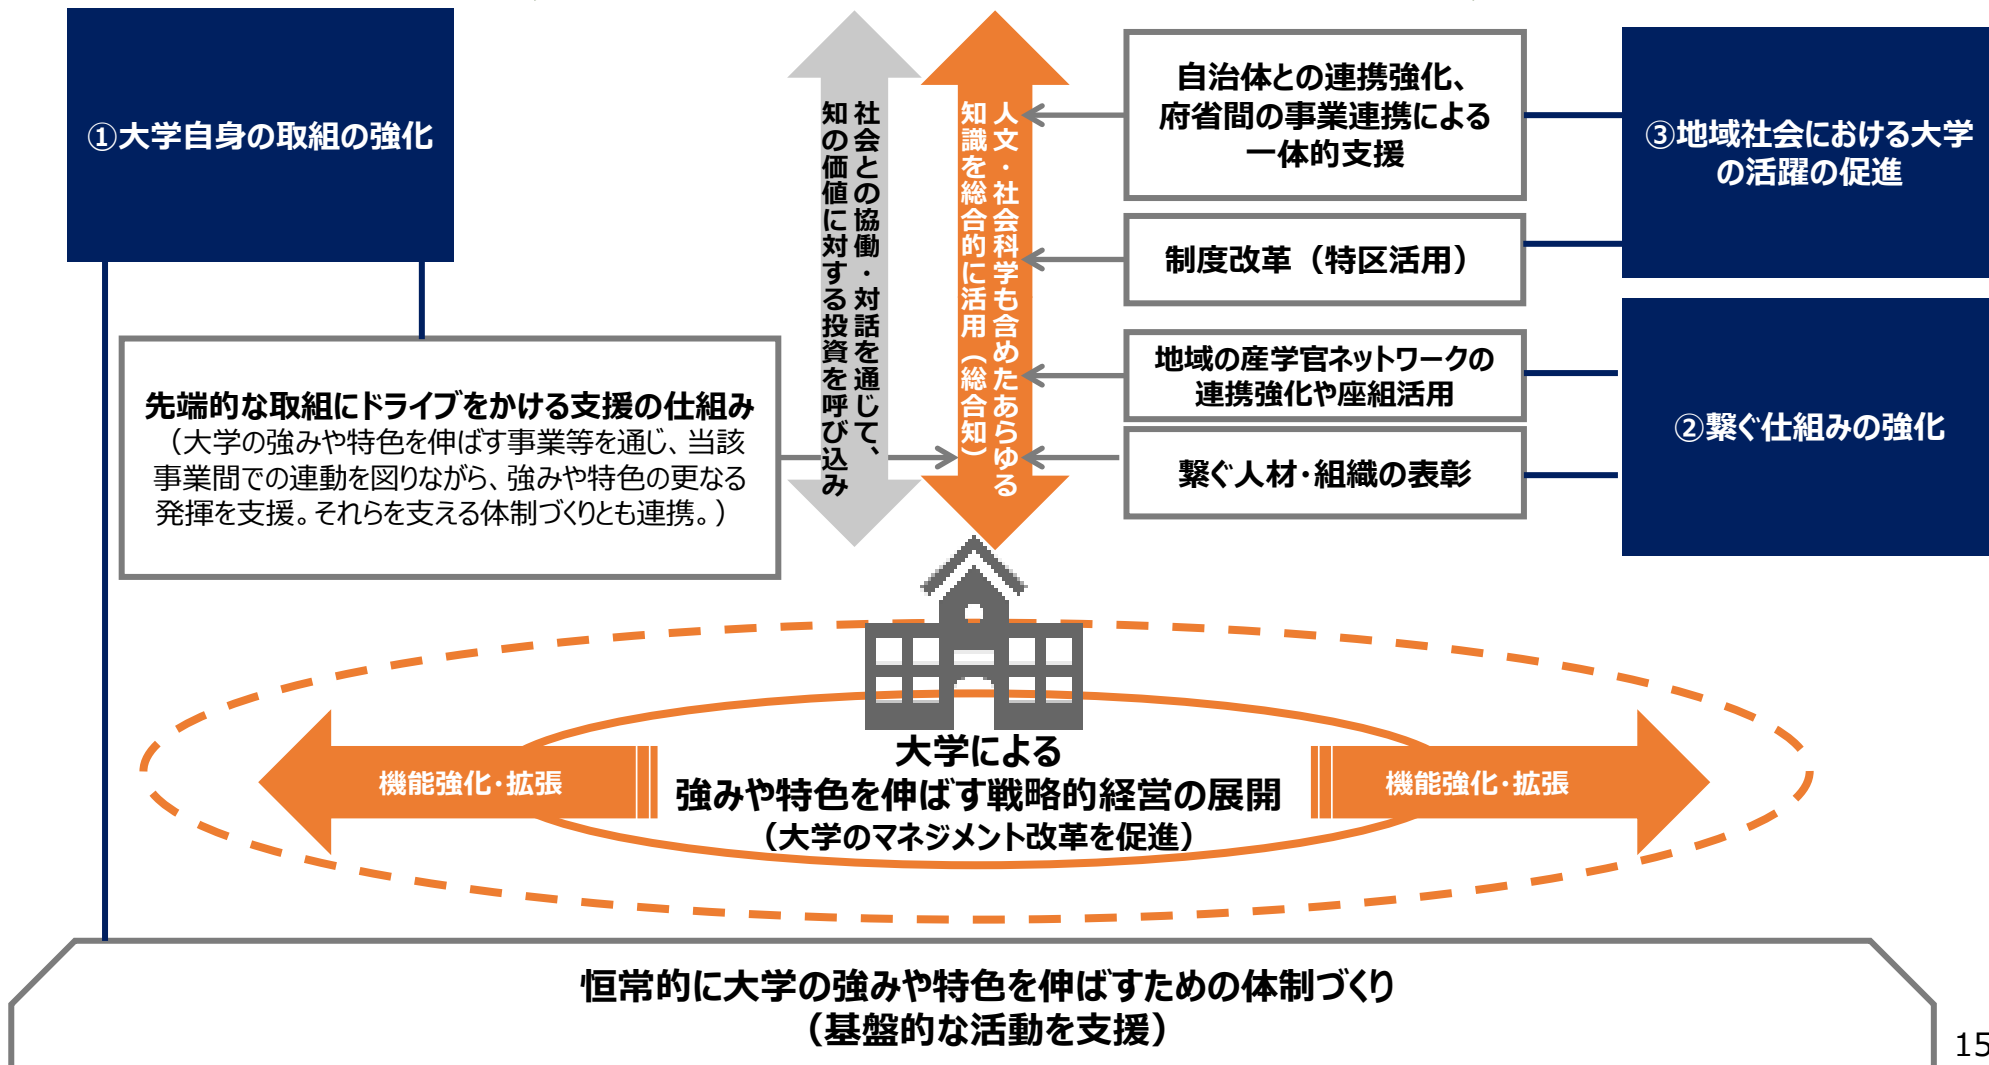 ①大学自身の取組の強化
先端的な取組にドライブをかける支援の仕組み
（大学の強みや特色を伸ばす事業等を通じ、当該
事業間での連動を図りながら、強みや特色の更なる
発揮を支援。それらを支える体制づくりとも連携。）
社会との協働・対話を通じて、
知の価値に対する投資を呼び込み
人文・社会科学も含めたあらゆる
知識を総合的に活用（総合知）
自治体との連携強化、
府省間の事業連携による
一体的支援
制度改革（特区活用）
地域の産学官ネットワークの
連携強化や座組活用
繋ぐ人材・組織の表彰
③地域社会における大学
の活躍の促進
②繋ぐ仕組みの強化
機能強化・拡張
大学による
強みや特色を伸ばす戦略的経営の展開
（大学のマネジメント改革を促進）
機能強化・拡張
恒常的に大学の強みや特色を伸ばすための体制づくり
（基盤的な活動を支援）
15